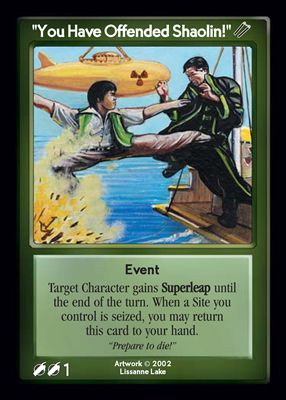 "You Have Offended Shaolin!"
Event
Target Character gains Superleap until
the end of the turn. When a Site you
control is seized, you may return
this card to your hand.
"Prepare to die!"
1
Artwork © 2002
Lissanne Lake